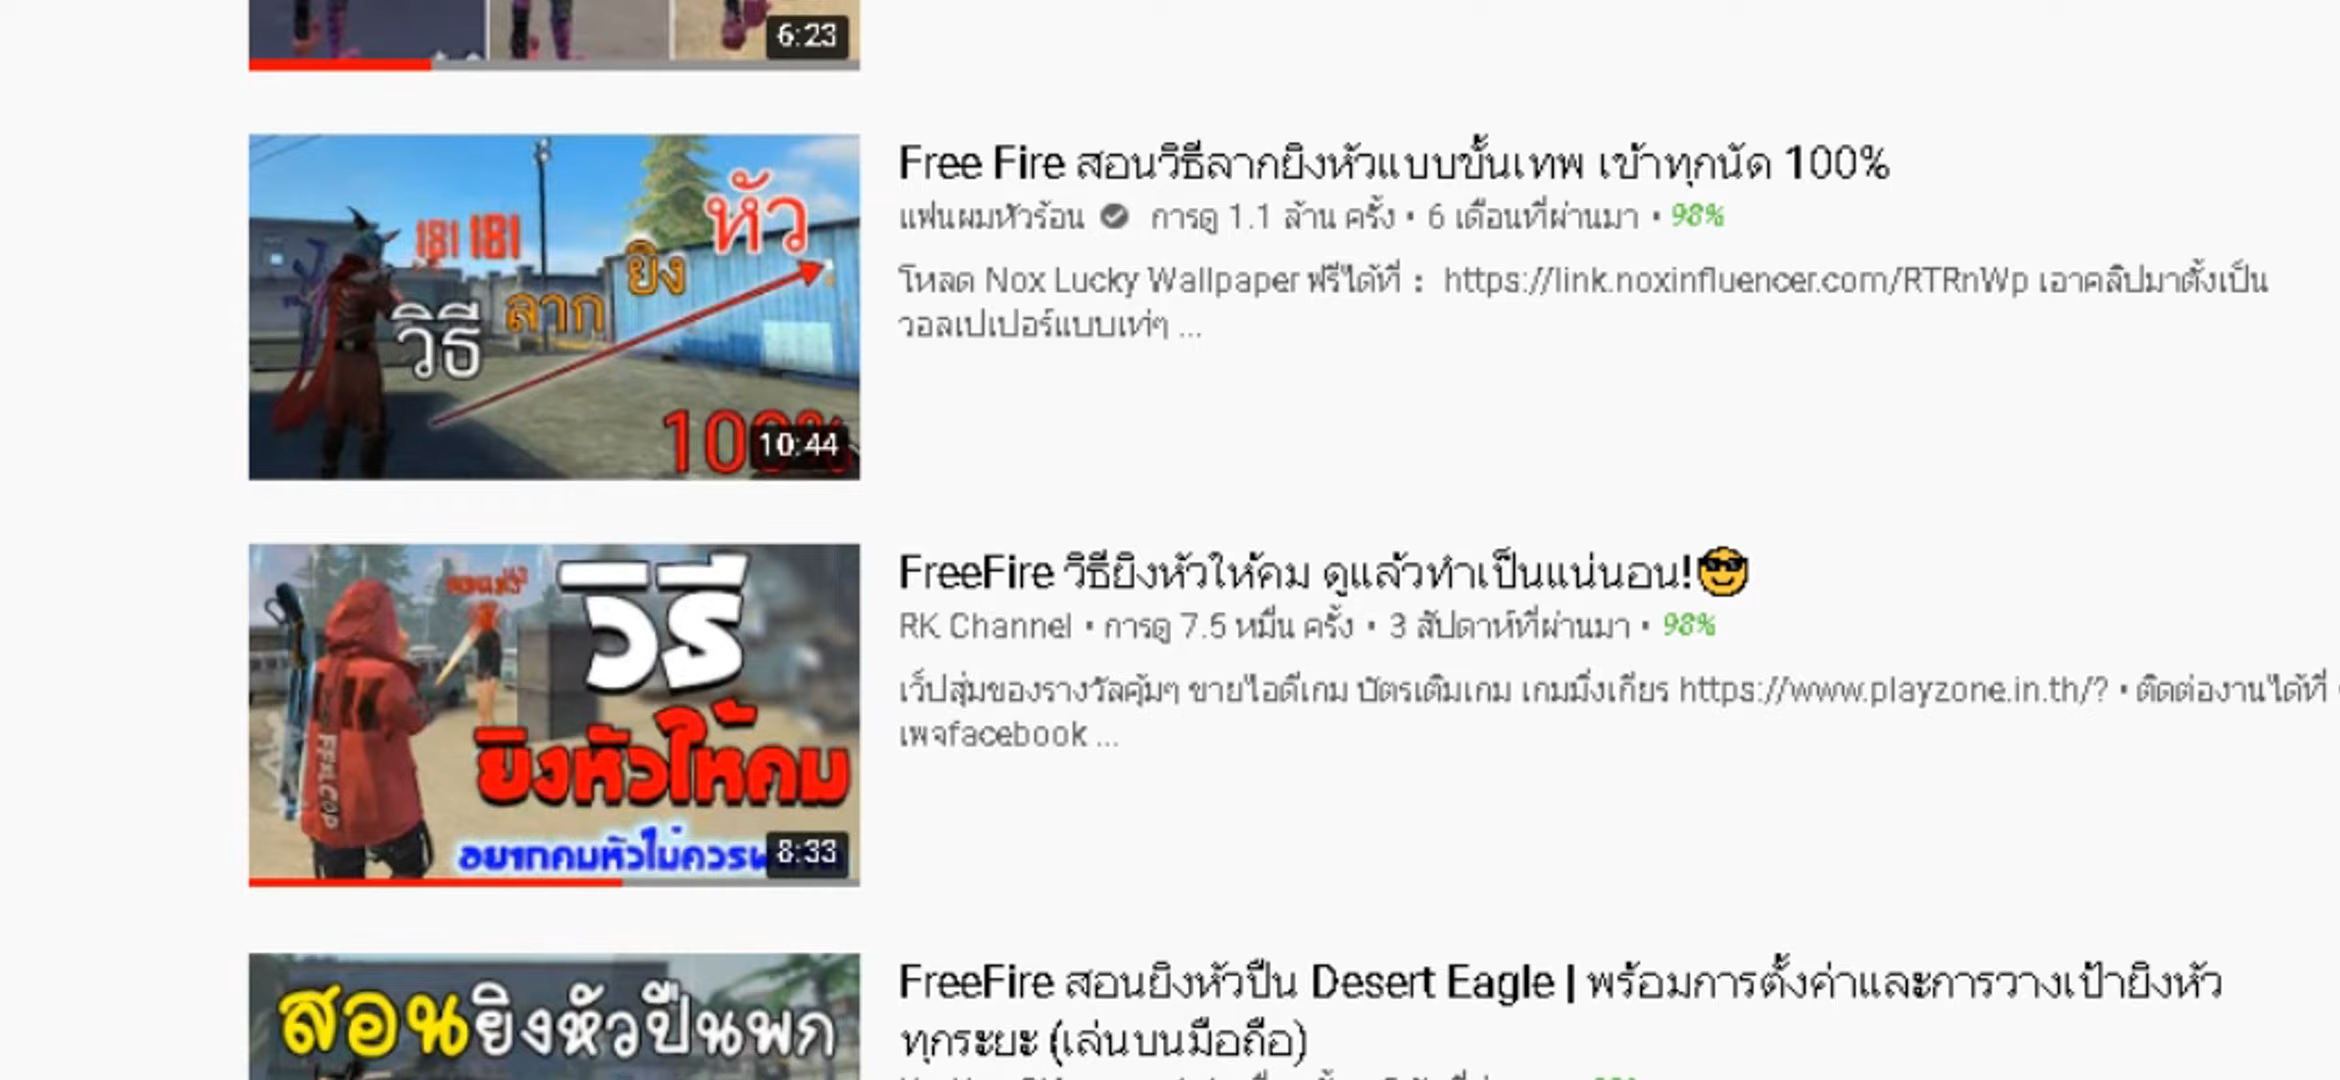 6:23
Free Fire สอนวิธีลากยิงหัวแบบขั้นเทพ เข้าทุกนัด 100%
แฟนผมหัวร้อน การดู 1.1 ล้าน ครั้ง • 6 เดือนที่ผ่านมา • 98%
โหลด Nox Lucky Wallpaper ฟรีได้ที่ : https://link.noxinfluencer.com/RTRnWp เอาคลิปมาตั้งเป็น
วอลเปเปอร์แบบเท่ๆ ...
หัว
181 181
ยิง
ลาก
วิธี
10:44
FreeFire วิธียิงหัวให้คม ดูแล้วทำเป็นแน่นอน!😎
RK Channel • การดู 7.5 หมื่น ครั้ง • 3 สัปดาห์ที่ผ่านมา • 98%
เว็ปสุ่มของรางวัลคุ้มๆ ขายไอดีเกม บัตรเติมเกม เกมมิ่งเกียร https://www.playzone.in.th/? • ติดต่องานได้ที่
เพจfacebook ...
วิธี
ยิงหัวให้คม
อยากคมหัวไม่ควร
8:33
FreeFire สอนยิงหัวปืน Desert Eagle | พร้อมการตั้งค่าและการวางเป้ายิงหัว
ทุกระยะ (เล่นบนมือถือ)
สอนยิงหัวปืนพก